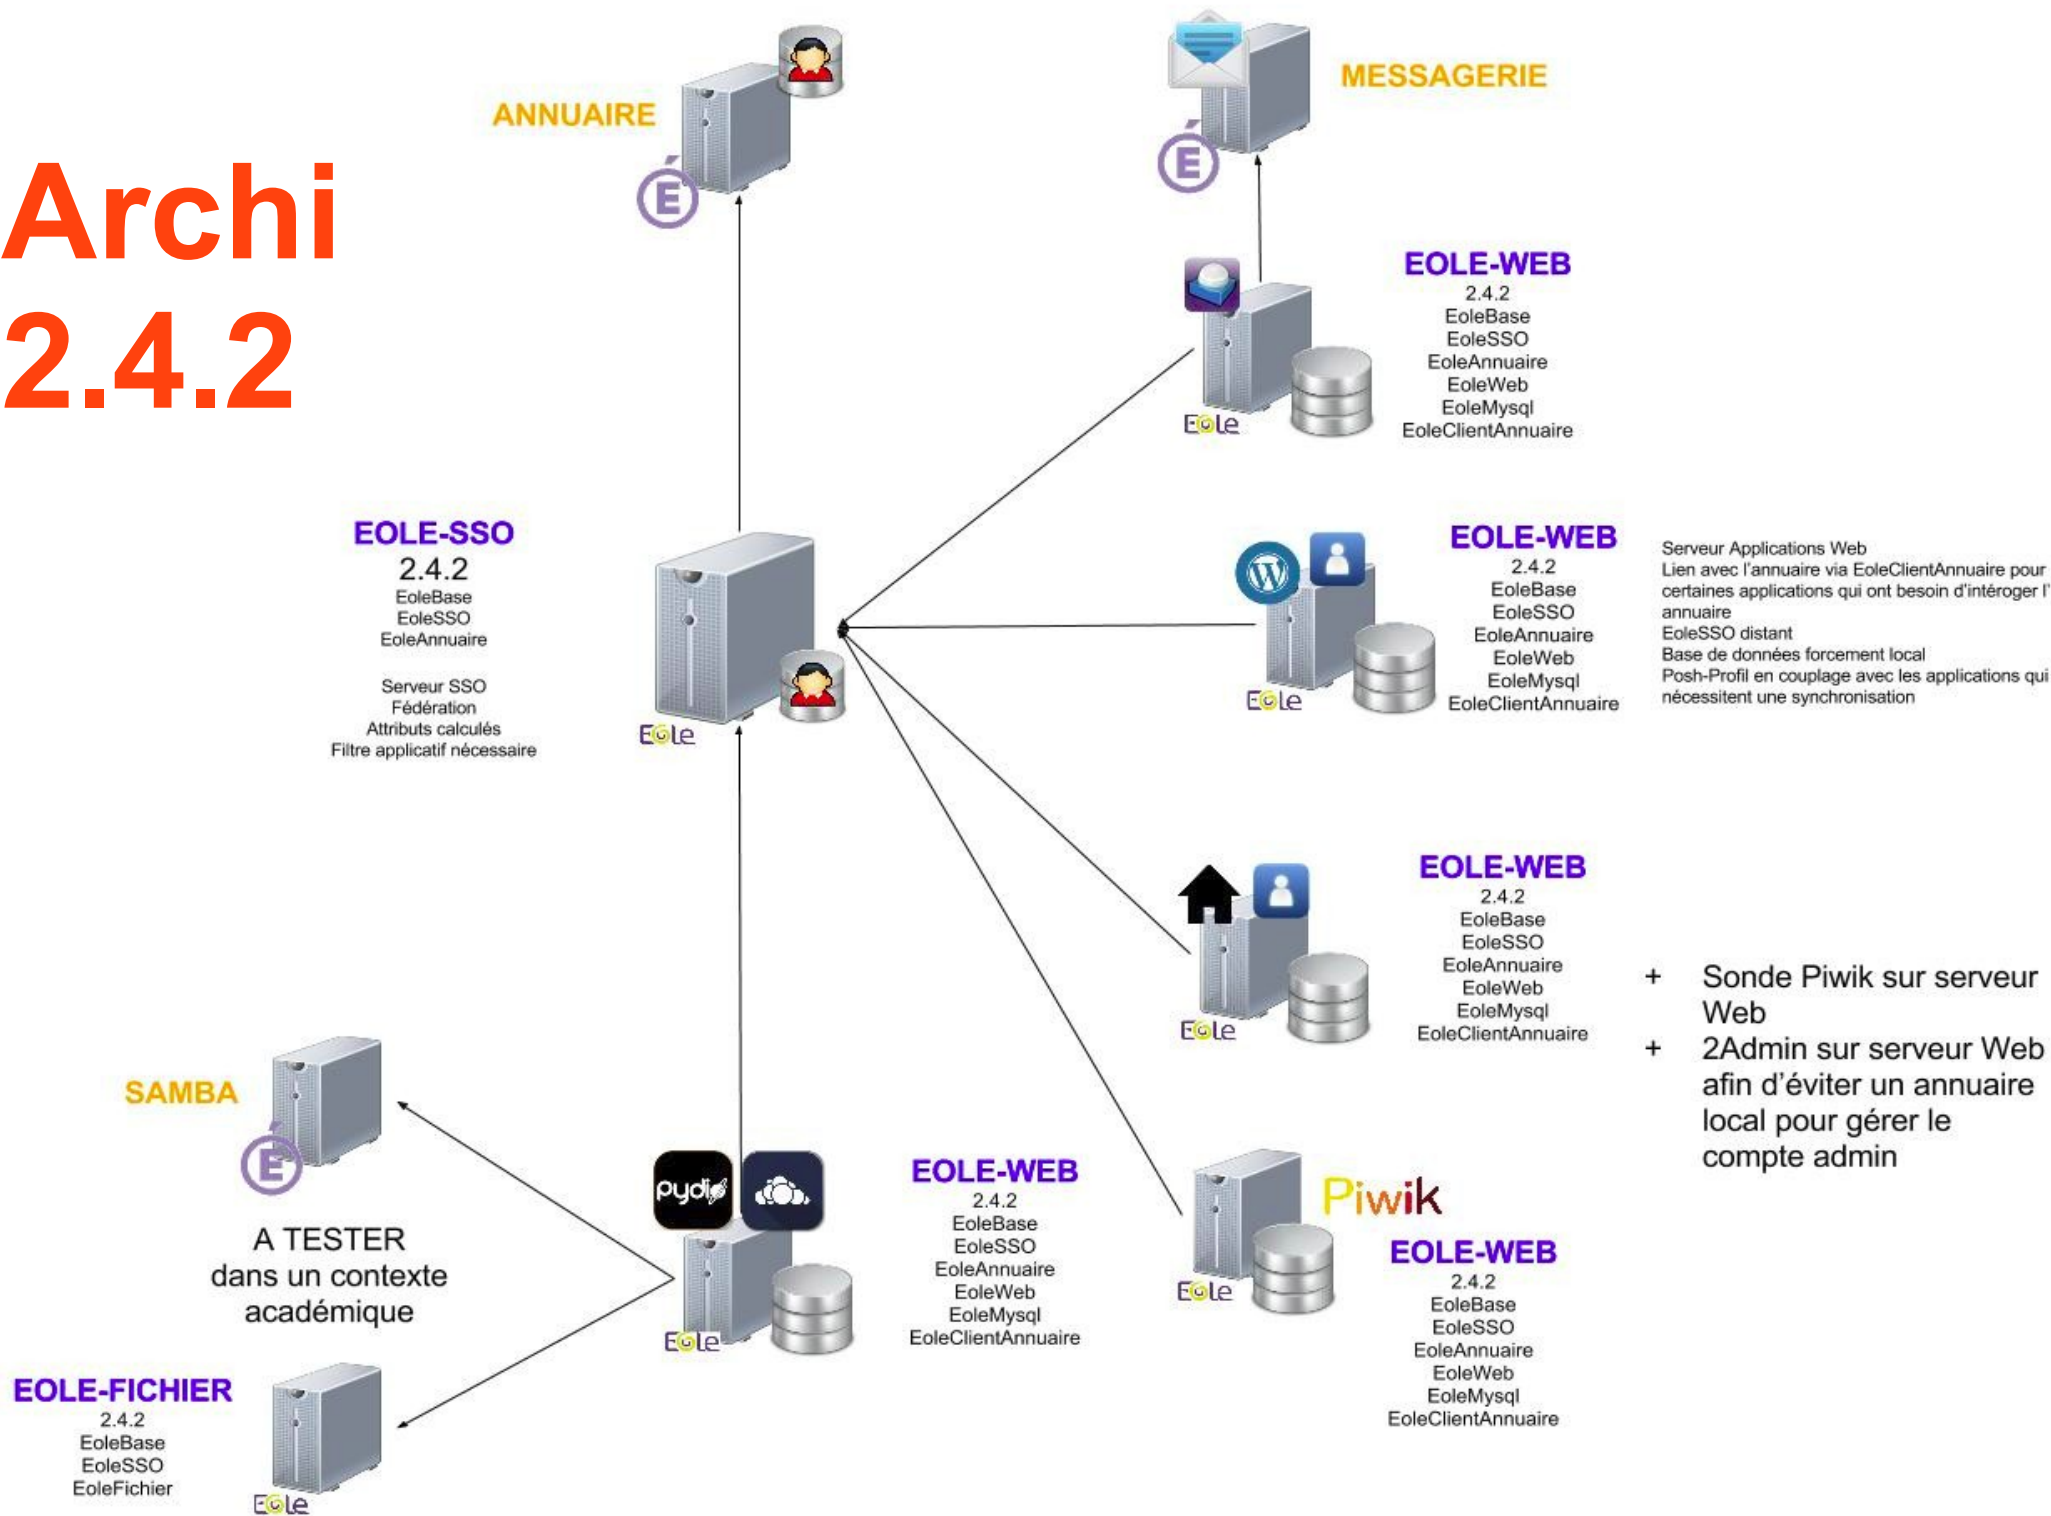 Archi
2.4.2
ANNUAIRE
É
MESSAGERIE
É
EOLE-WEB
2.4.2
EoleBase
EoleSSO
EoleAnnuaire
EoleWeb
EoleMysql
EoleClientAnnuaire
Eole
EOLE-SSO
2.4.2
EoleBase
EoleSSO
EoleAnnuaire
Serveur SSO
Fédération
Attributs calculés
Filtre applicatif nécessaire
Eole
W
EOLE-WEB
2.4.2
EoleBase
EoleSSO
EoleAnnuaire
EoleWeb
EoleMysql
EoleClientAnnuaire
Eole
Serveur Applications Web
Lien avec l'annuaire via EoleClientAnnuaire pour
certaines applications qui ont besoin d'intéroger l'
annuaire
EoleSSO distant
Base de données forcement local
Posh-Profil en couplage avec les applications qui
nécessitent une synchronisation
EOLE-WEB
2.4.2
EoleBase
EoleSSO
EoleAnnuaire
EoleWeb
EoleMysql
EoleClientAnnuaire
Eole
+ Sonde Piwik sur serveur
Web
+ 2Admin sur serveur Web
afin d'éviter un annuaire
local pour gérer le
compte admin
SAMBA
É
A TESTER
dans un contexte
académique
pydio
EOLE-WEB
2.4.2
EoleBase
EoleSSO
EoleAnnuaire
EoleWeb
EoleMysql
EoleClientAnnuaire
Eole
Piwik
EOLE-WEB
2.4.2
EoleBase
EoleSSO
EoleAnnuaire
EoleWeb
EoleMysql
EoleClientAnnuaire
Eole
EOLE-FICHIER
2.4.2
EoleBase
EoleSSO
EoleFichier
Eole